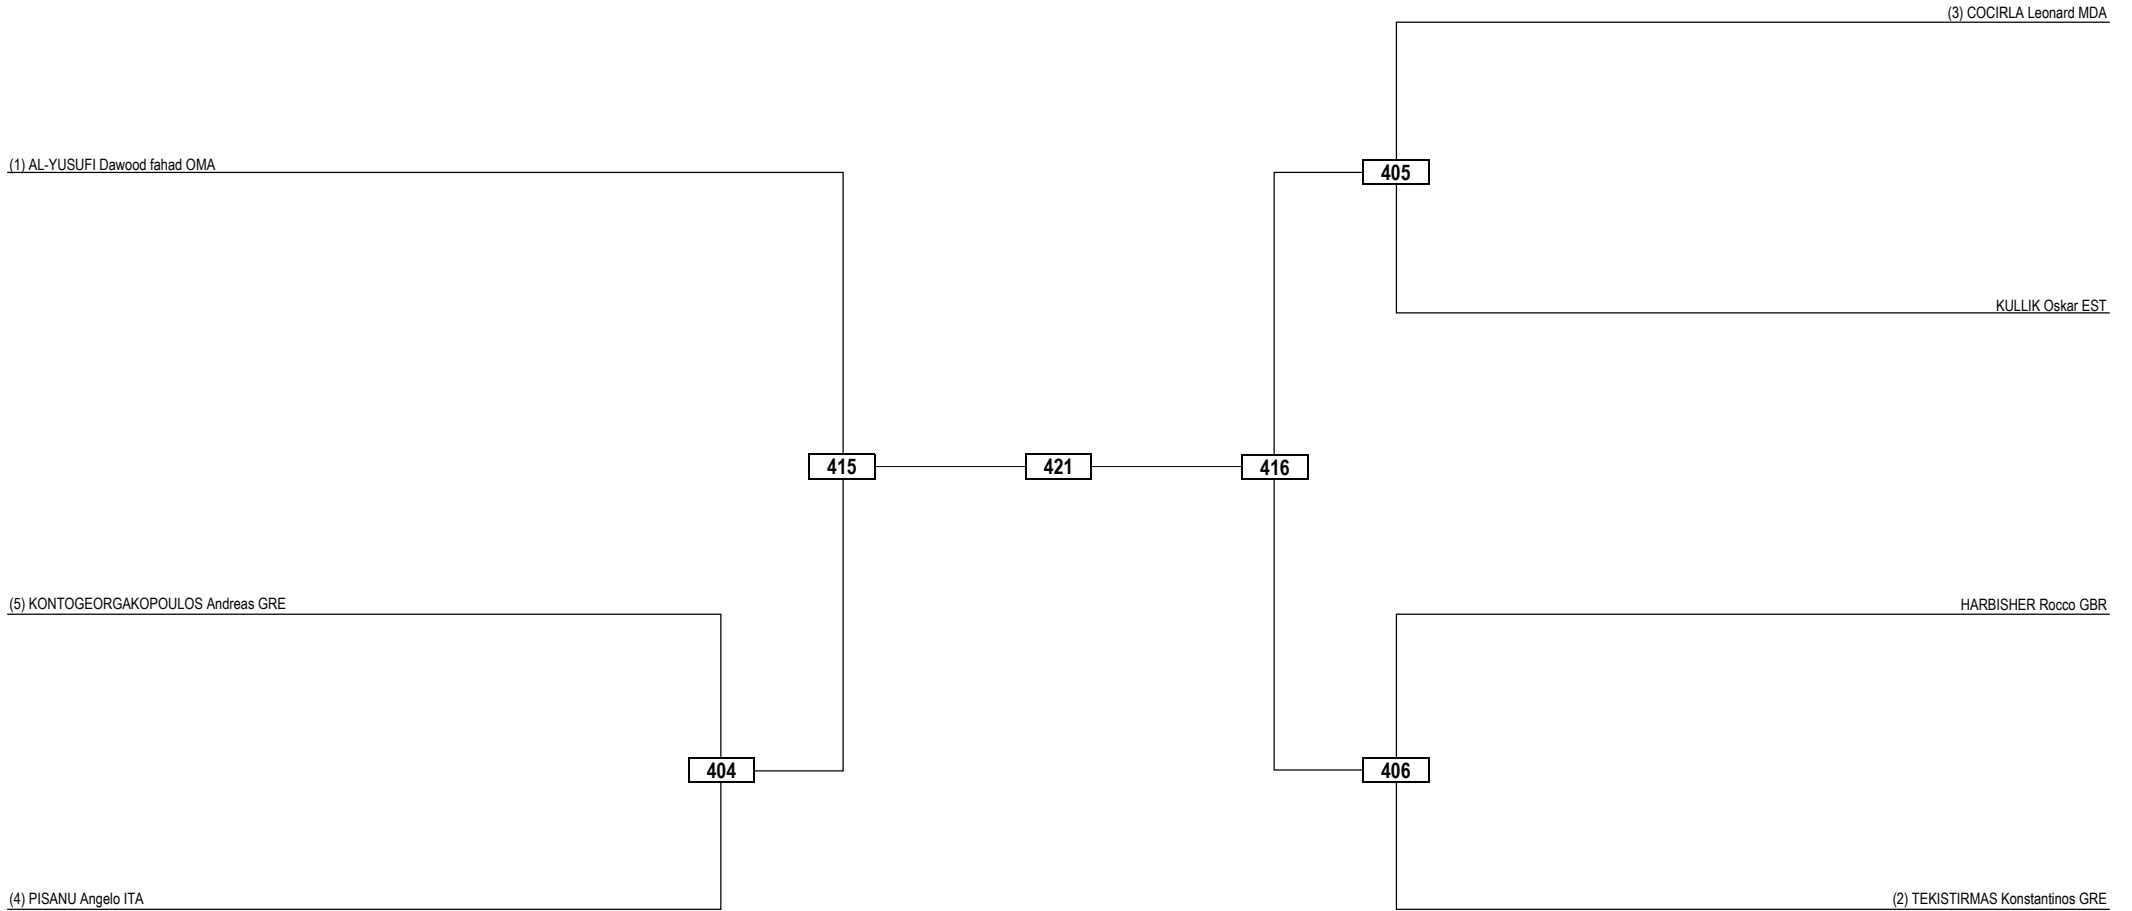 (3) COCIRLA Leonard MDA
(1) AL-YUSUFI Dawood fahad OMA
405
KULLIK Oskar EST
415
421
416
(5) KONTOGEORGAKOPOULOS Andreas GRE
HARBISHER Rocco GBR
404
406
(4) PISANU Angelo ITA
(2) TEKISTIRMAS Konstantinos GRE